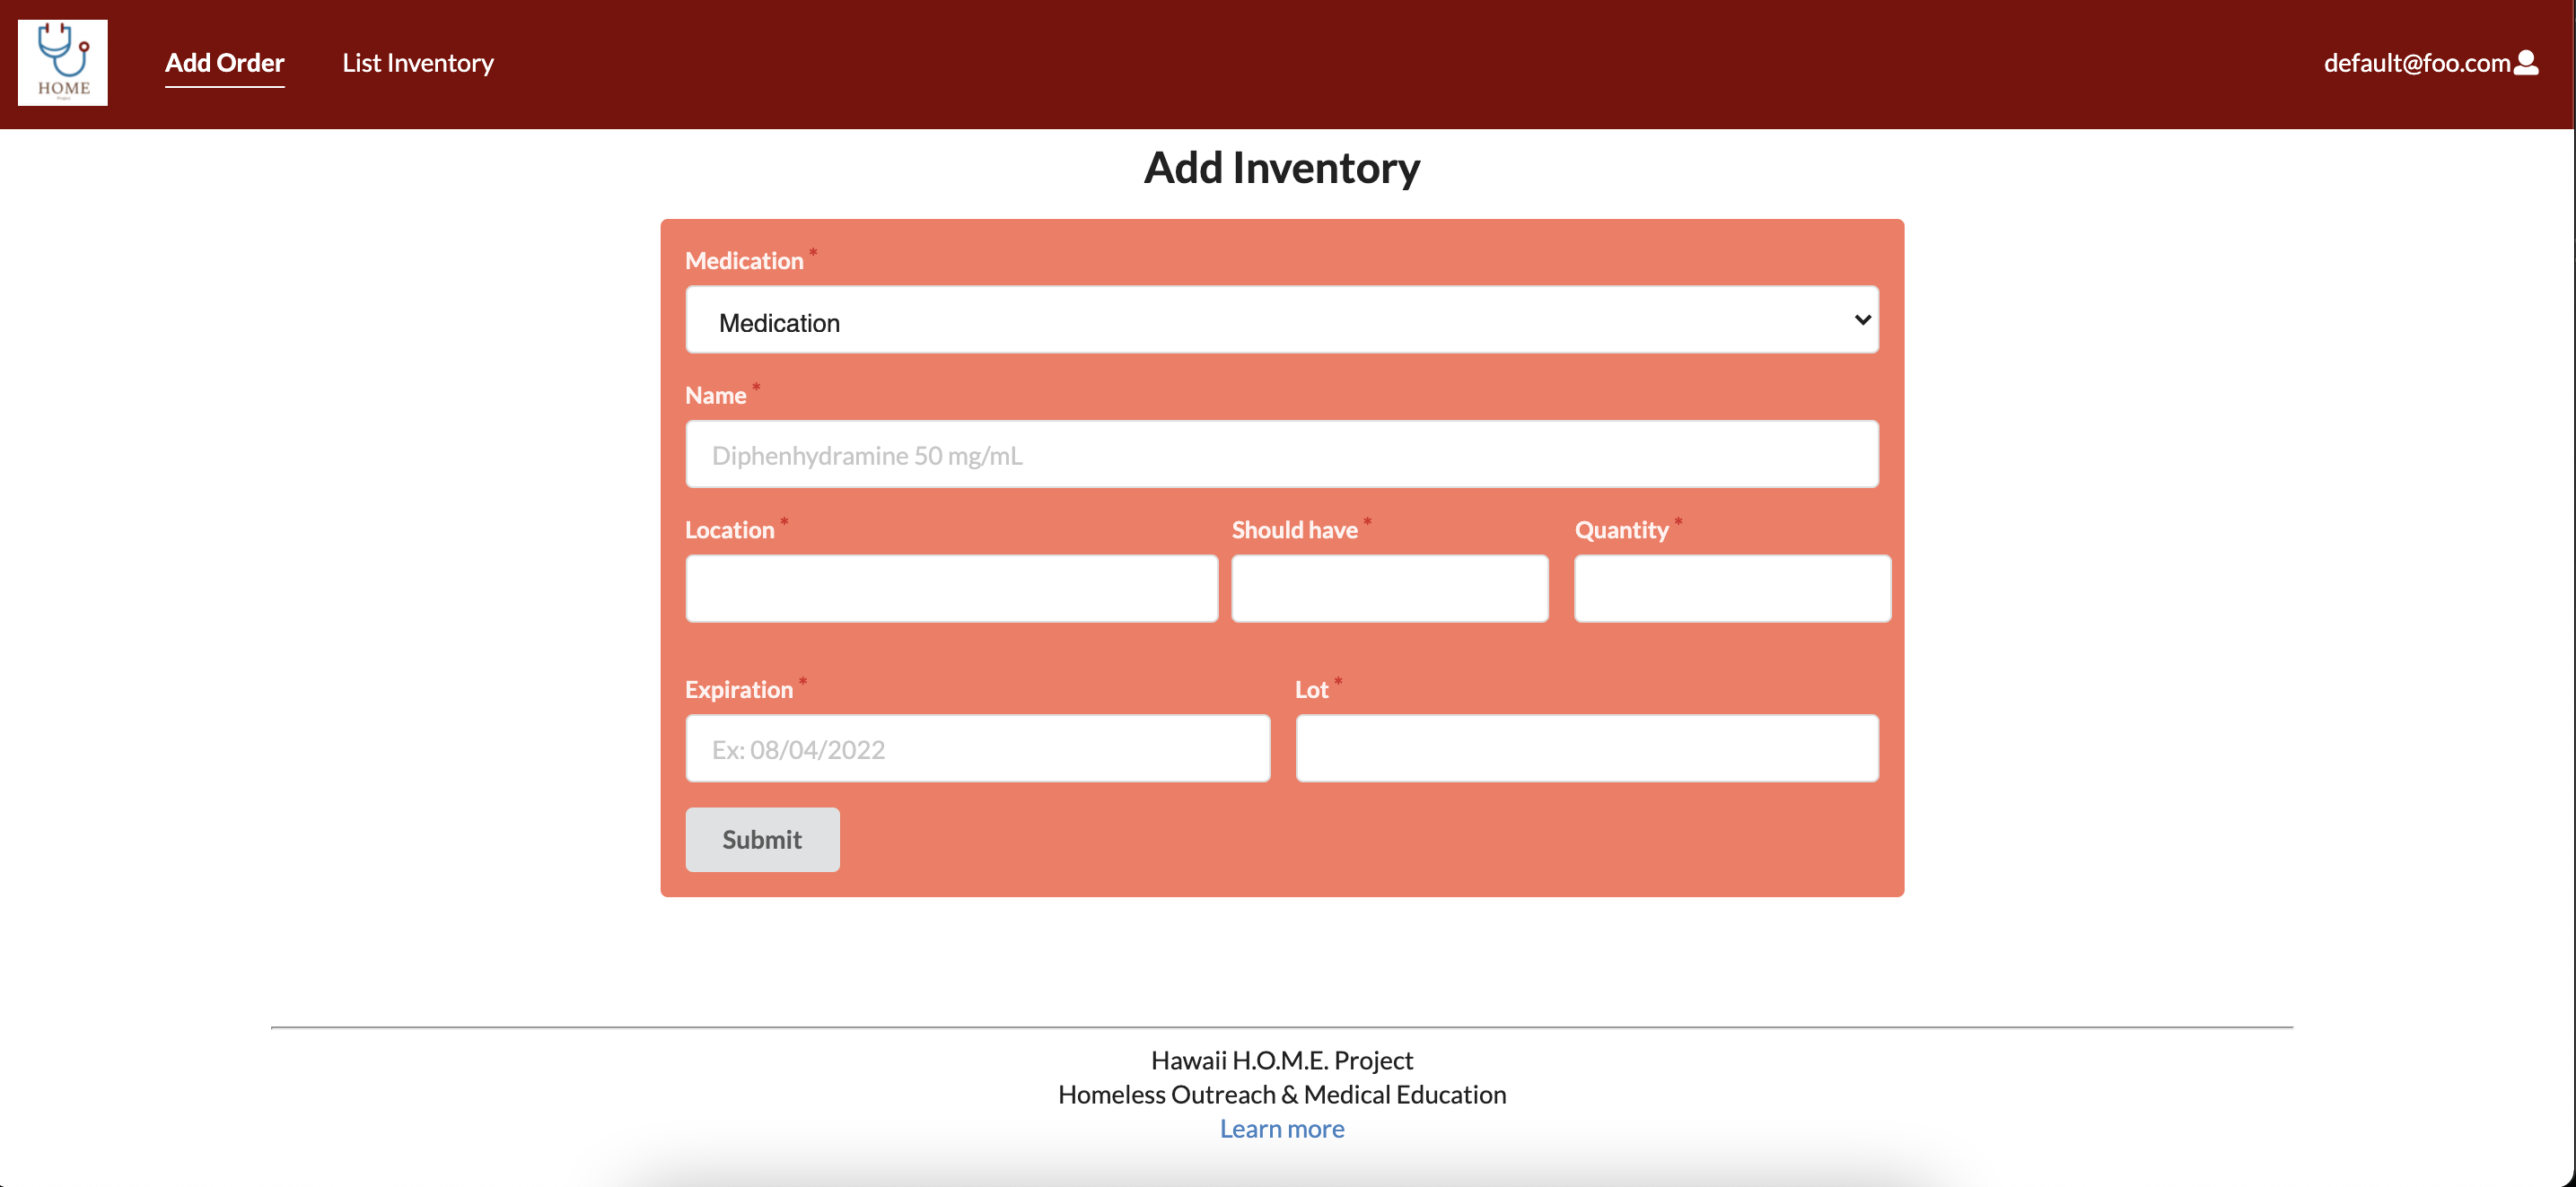 HOME
Project
Add Order
List Inventory
default@foo.com
Add Inventory
Medication *
Medication
Name *
Diphenhydramine 50 mg/mL
Location * Should have * Quantity *
Expiration * Lot *
Ex: 08/04/2022
Submit
Hawaii H.O.M.E. Project
Homeless Outreach & Medical Education
Learn more